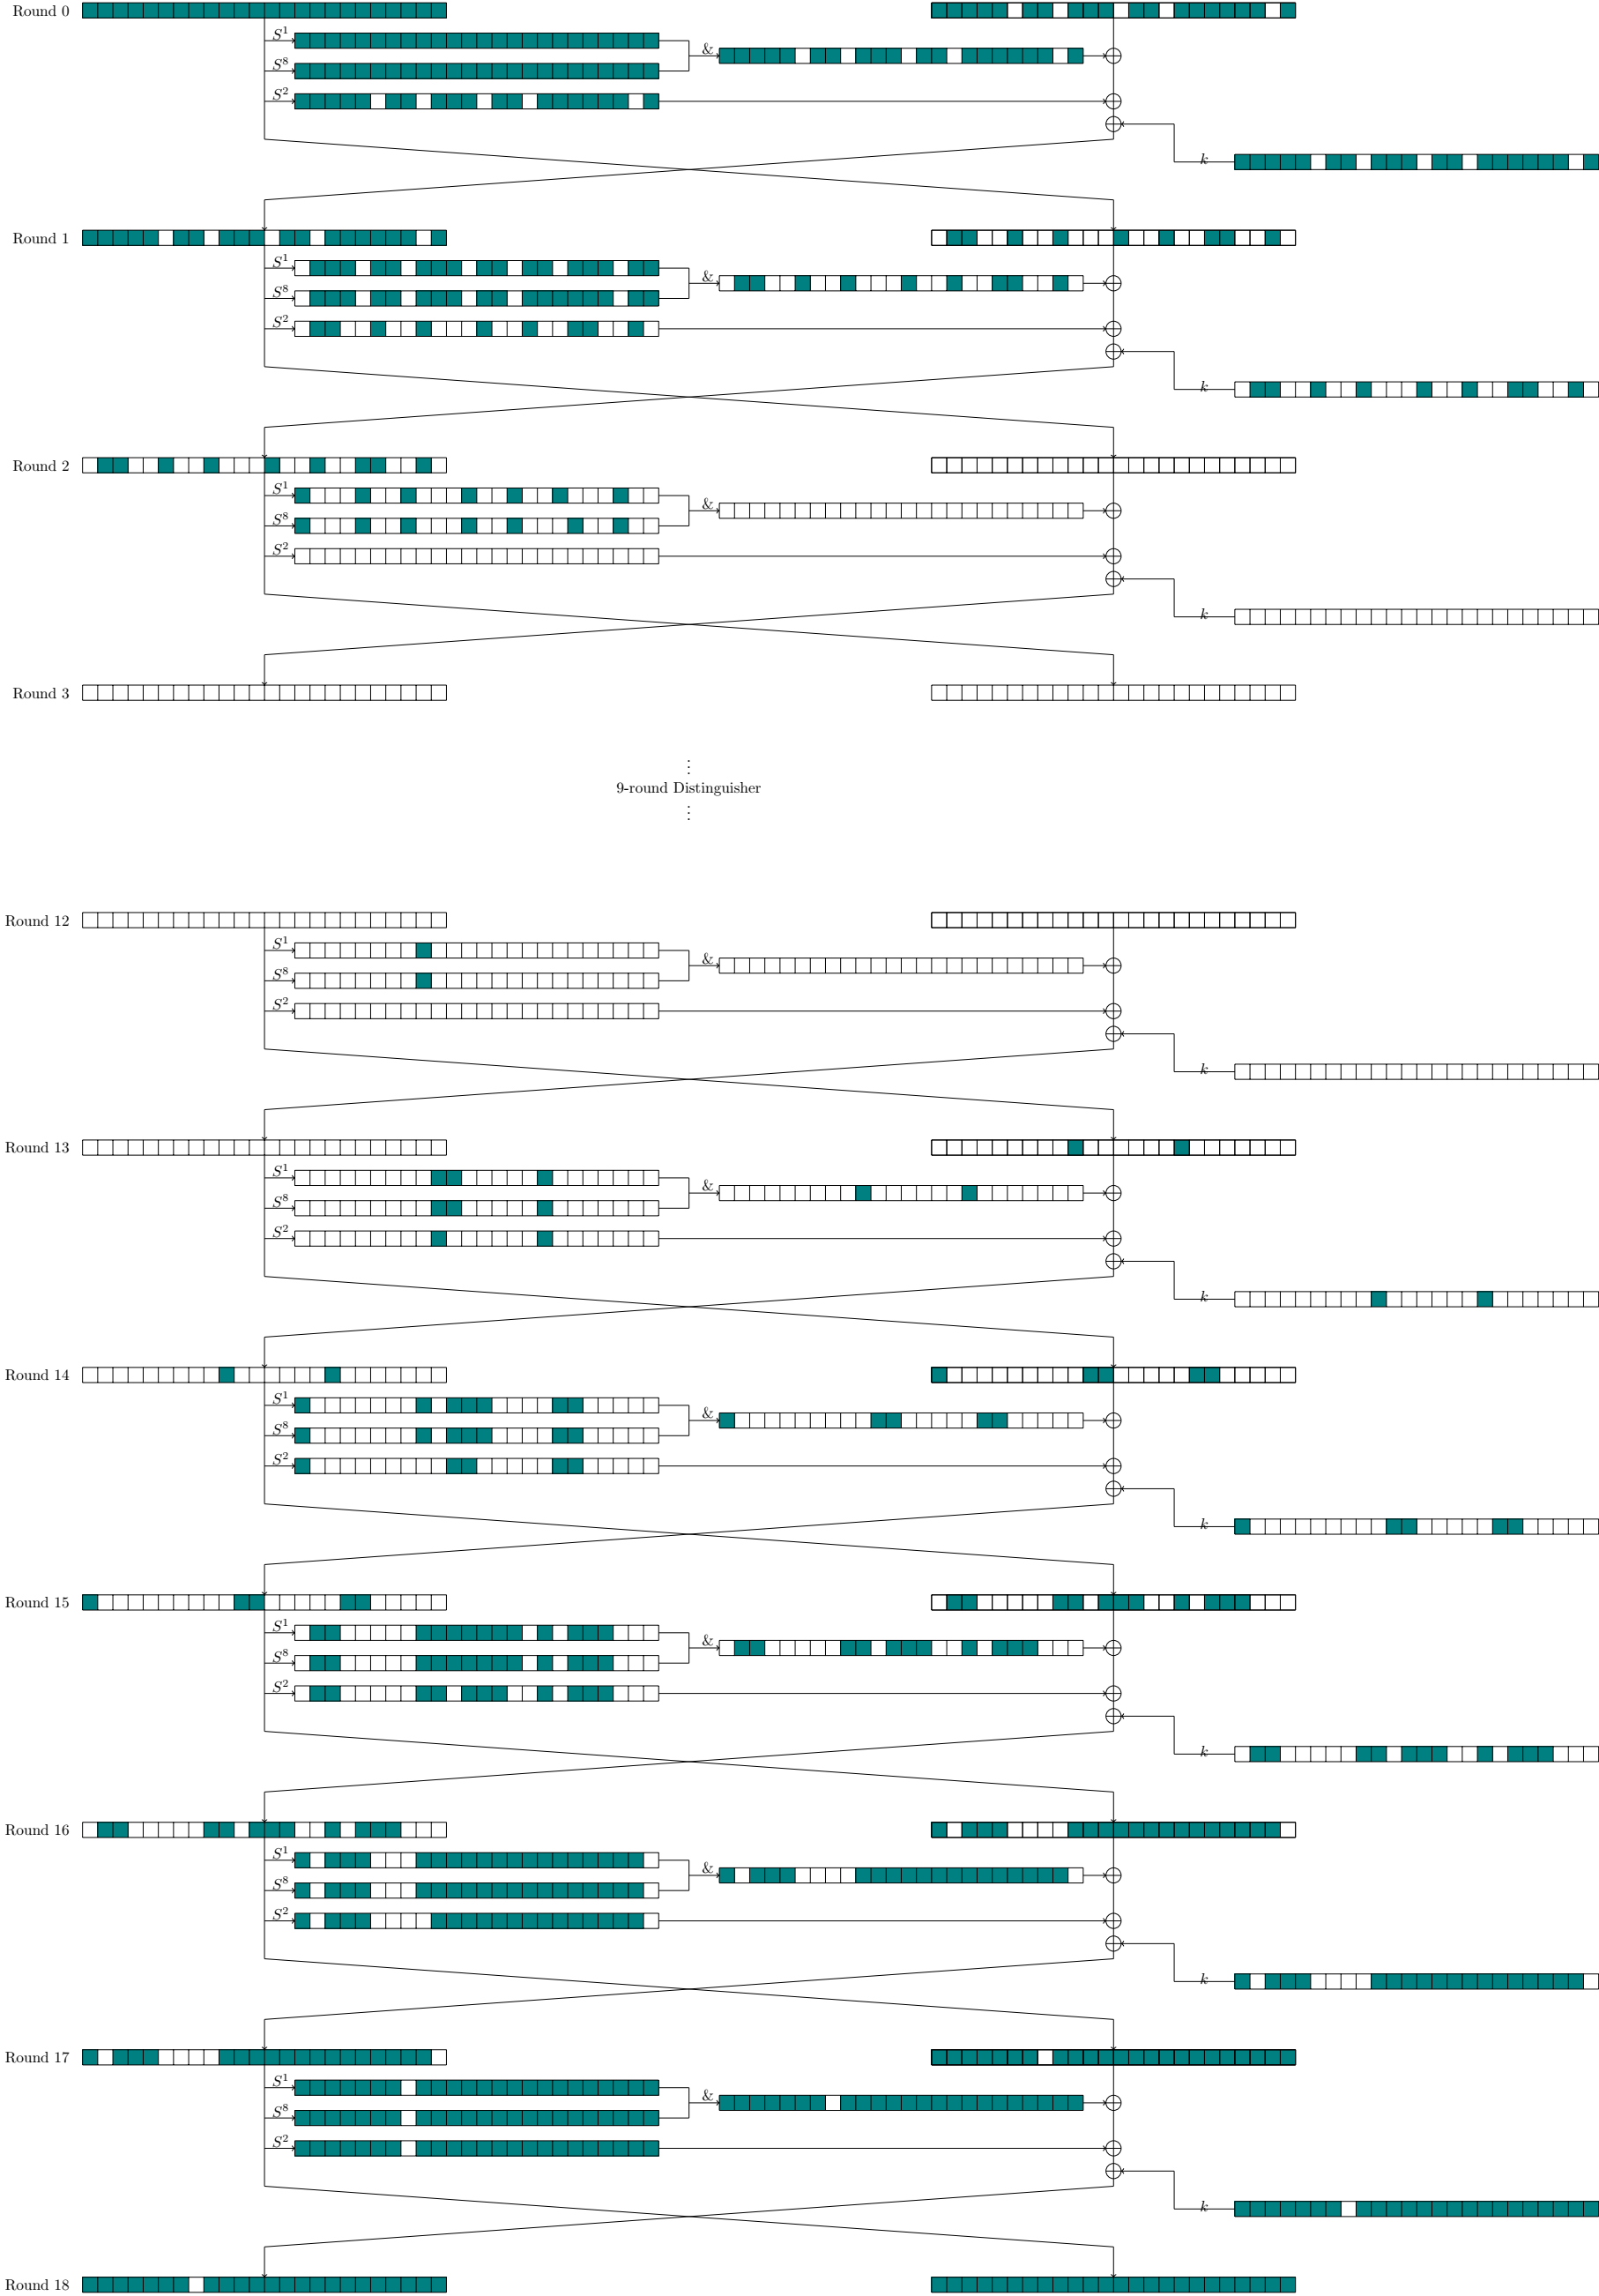 Round 0
$S^1$
&
$S^8$
$S^2$
$k$
Round 1
$S^1$
&
$S^8$
$S^2$
$k$
Round 2
$S^1$
&
$S^8$
$S^2$
$k$
Round 3
⋮
9-round Distinguisher
⋮
Round 12
$S^1$
&
$S^8$
$S^2$
$k$
Round 13
$S^1$
&
$S^8$
$S^2$
$k$
Round 14
$S^1$
&
$S^8$
$S^2$
$k$
Round 15
$S^1$
&
$S^8$
$S^2$
$k$
Round 16
$S^1$
&
$S^8$
$S^2$
$k$
Round 17
$S^1$
&
$S^8$
$S^2$
$k$
Round 18